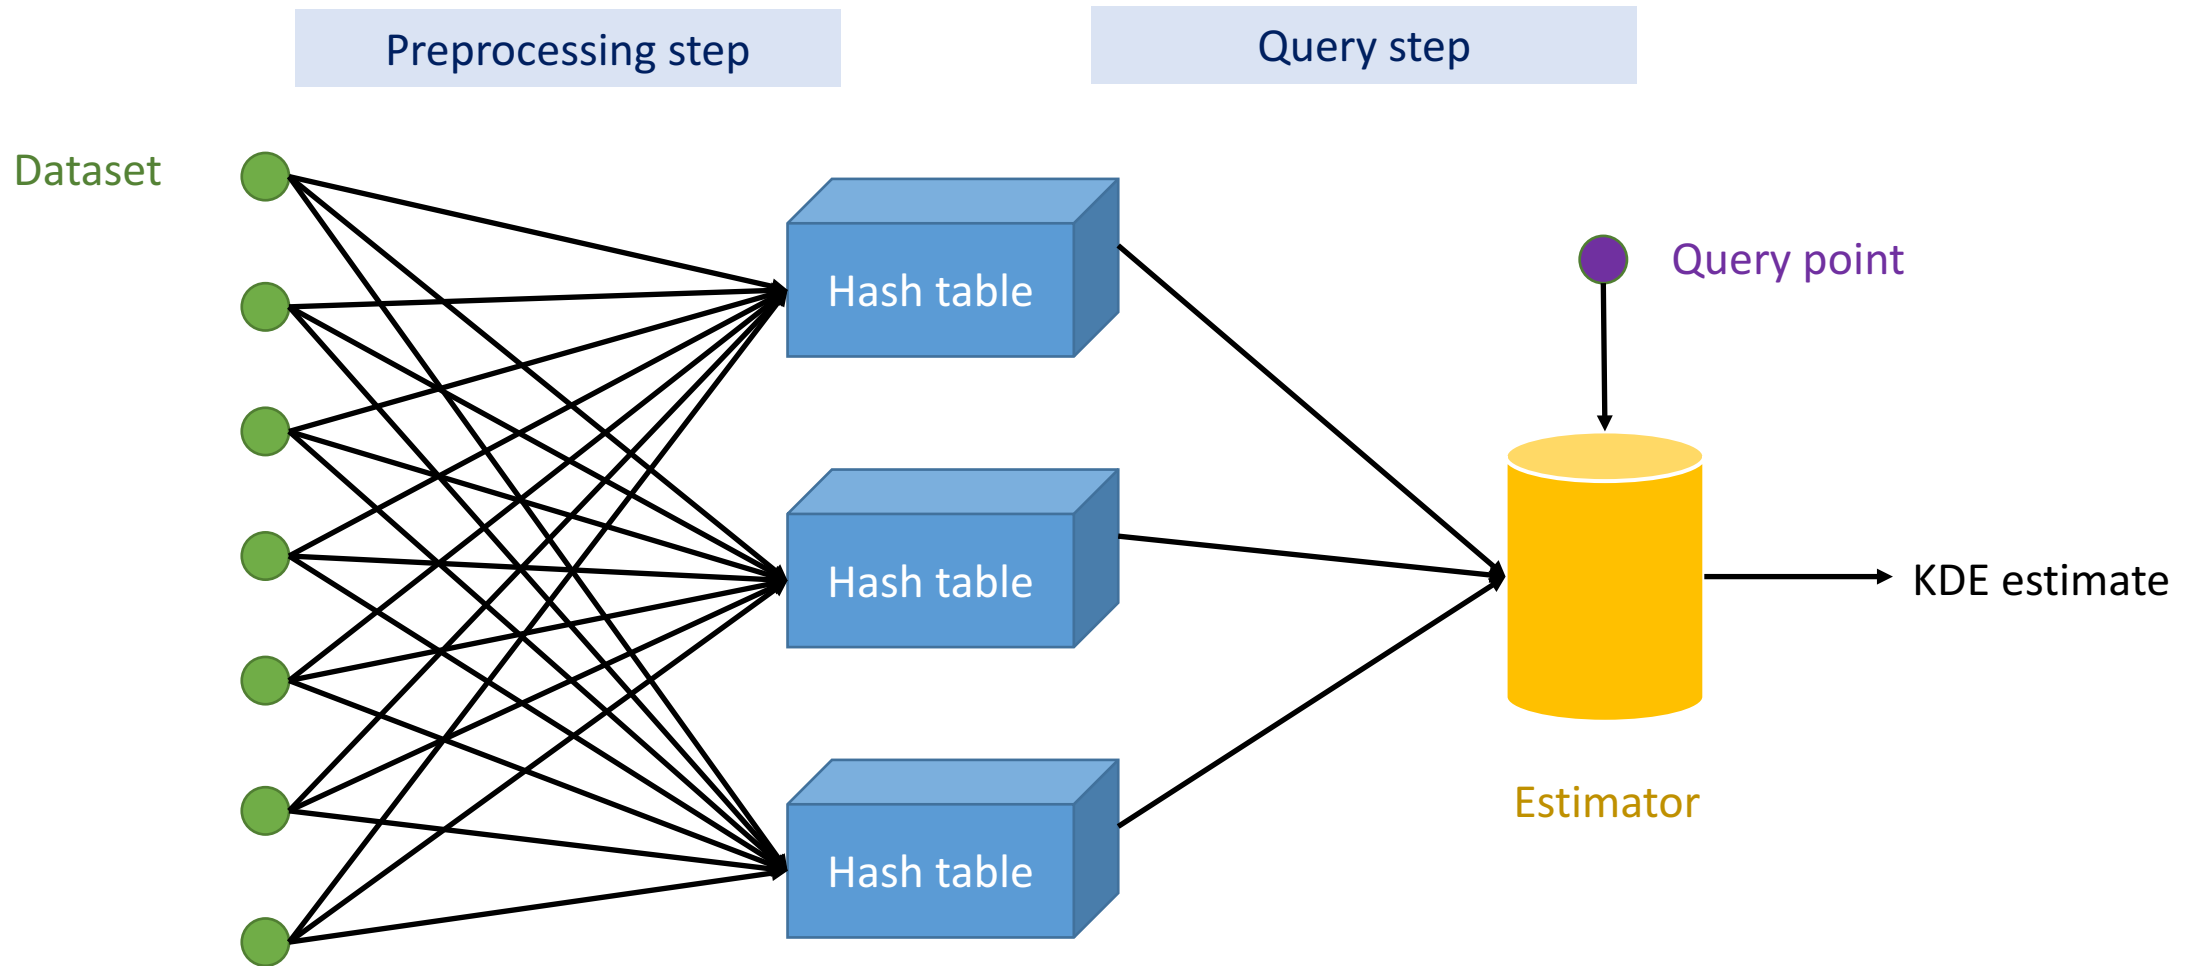 Preprocessing step
Query step
Dataset
Hash table
Query point
Hash table
KDE estimate
Estimator
Hash table